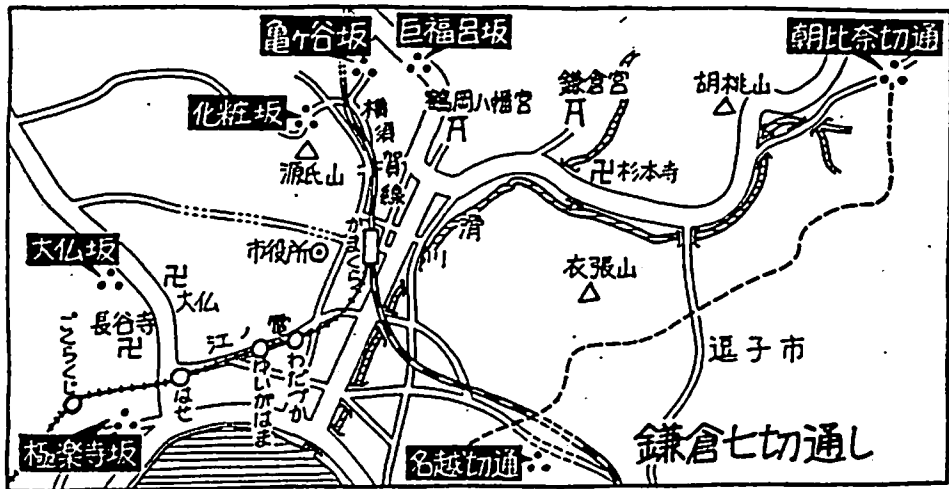 亀ヶ谷坂
巨福呂坂
朝比奈切通
化粧坂
横須賀線
鶴岡八幡宮
鎌倉宮
胡桃山
源氏山
卍杉本寺
大仏坂
市役所
かまくら
滑川
衣張山
卍
大仏
長谷寺
卍
江ノ電
わだづか
ゆいがはま
はせ
ごくらくじ
逗子市
極楽寺坂
名越切通
鎌倉七切通し